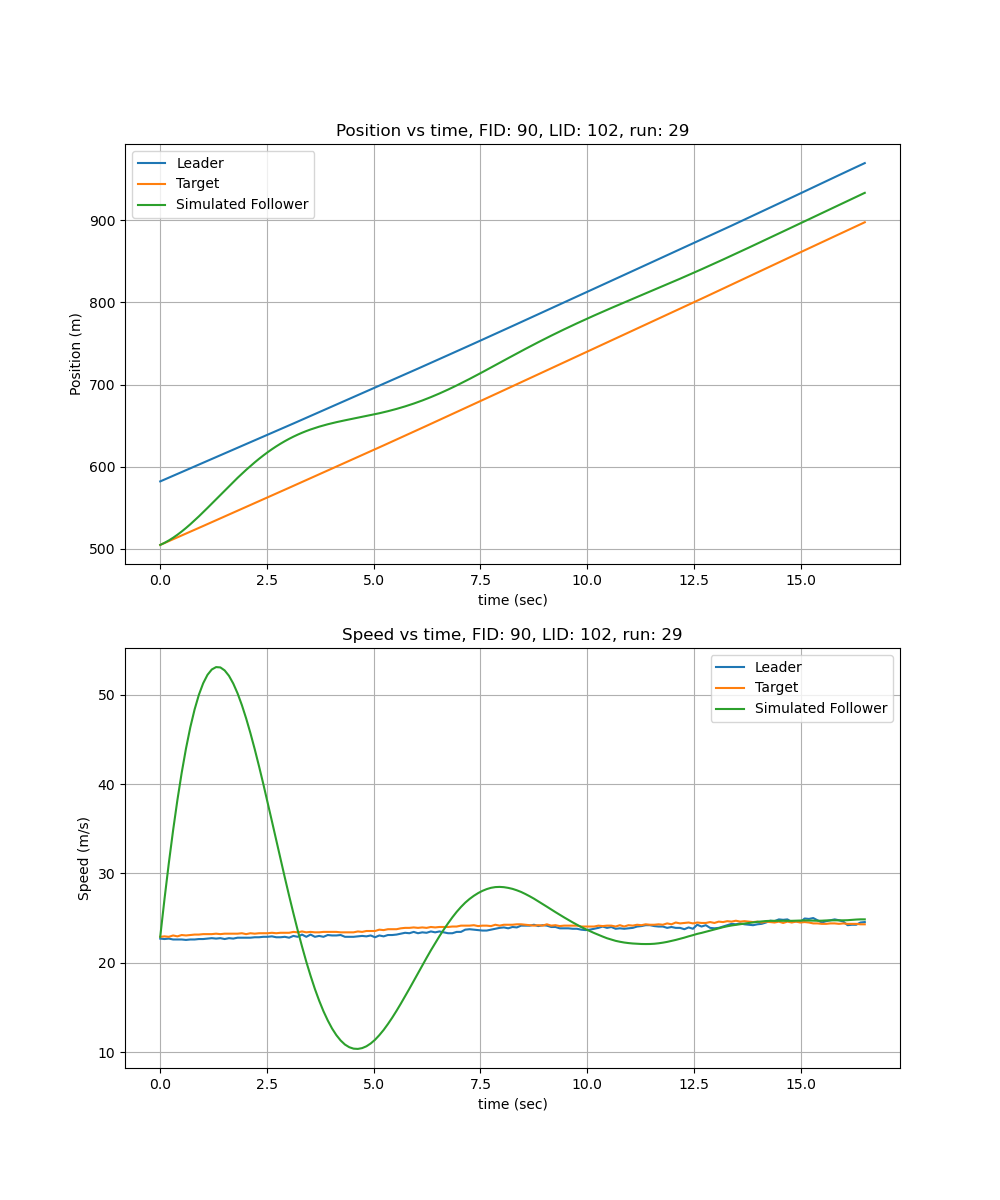 Position vs time, FID: 90, LID: 102, run: 29
Leader
Target
Simulated Follower
900
800
700
600
500
Position (m)
0.0 2.5 5.0 7.5 10.0 12.5 15.0
time (sec)
Speed vs time, FID: 90, LID: 102, run: 29
Leader
Target
Simulated Follower
50
40
30
20
10
Speed (m/s)
0.0 2.5 5.0 7.5 10.0 12.5 15.0
time (sec)